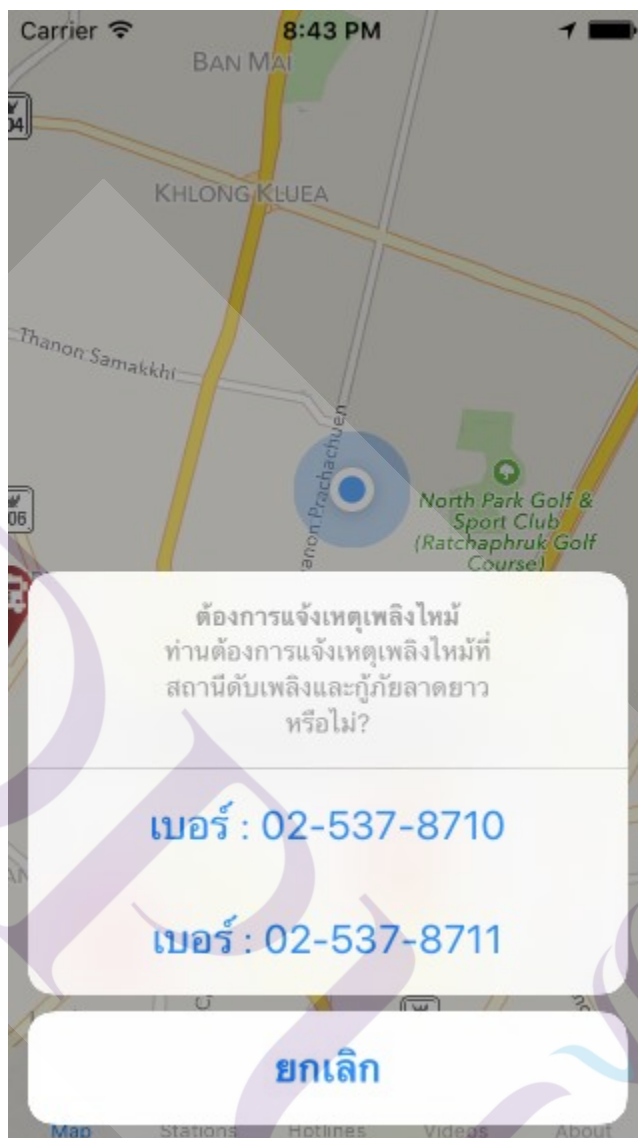 Carrier 8:43 PM
BAN MAI
04
KHLONG KLUEA
Thanon Samakkhi
Prachachuen
06
North Park Golf &
Sport Club
(Ratchaphruk Golf
Course)
ต้องการแจ้งเหตุเพลิงไหม้
ท่านต้องการแจ้งเหตุเพลิงไหม้ที่
สถานีดับเพลิงและกู้ภัยลาดยาว
หรือไม่?
เบอร์ : 02-537-8710
เบอร์ : 02-537-8711
ยกเลิก
Map Stations Hotlines Videos About